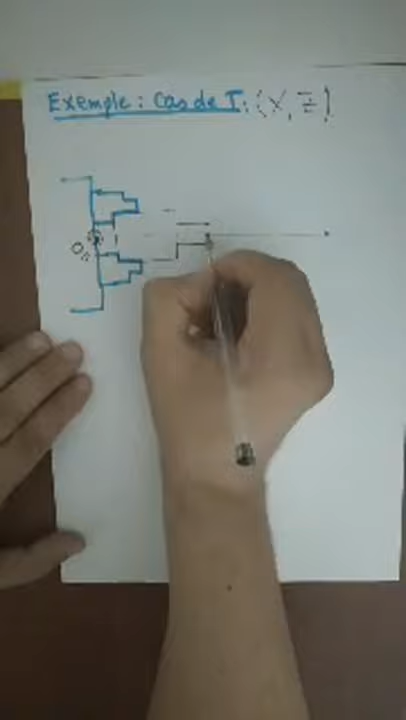 Exemple : Cas de T : (X, Z)
O